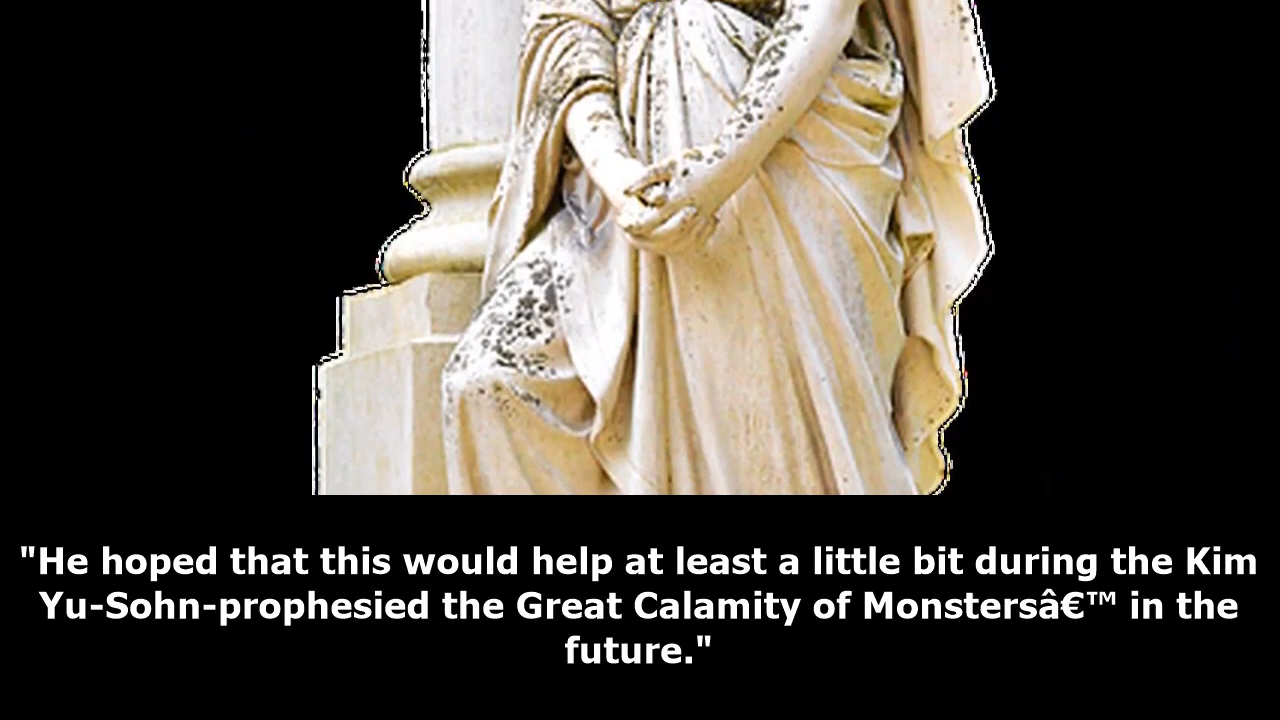 "He hoped that this would help at least a little bit during the Kim
Yu-Sohn-prophesied the Great Calamity of Monstersâ€™ in the
future."